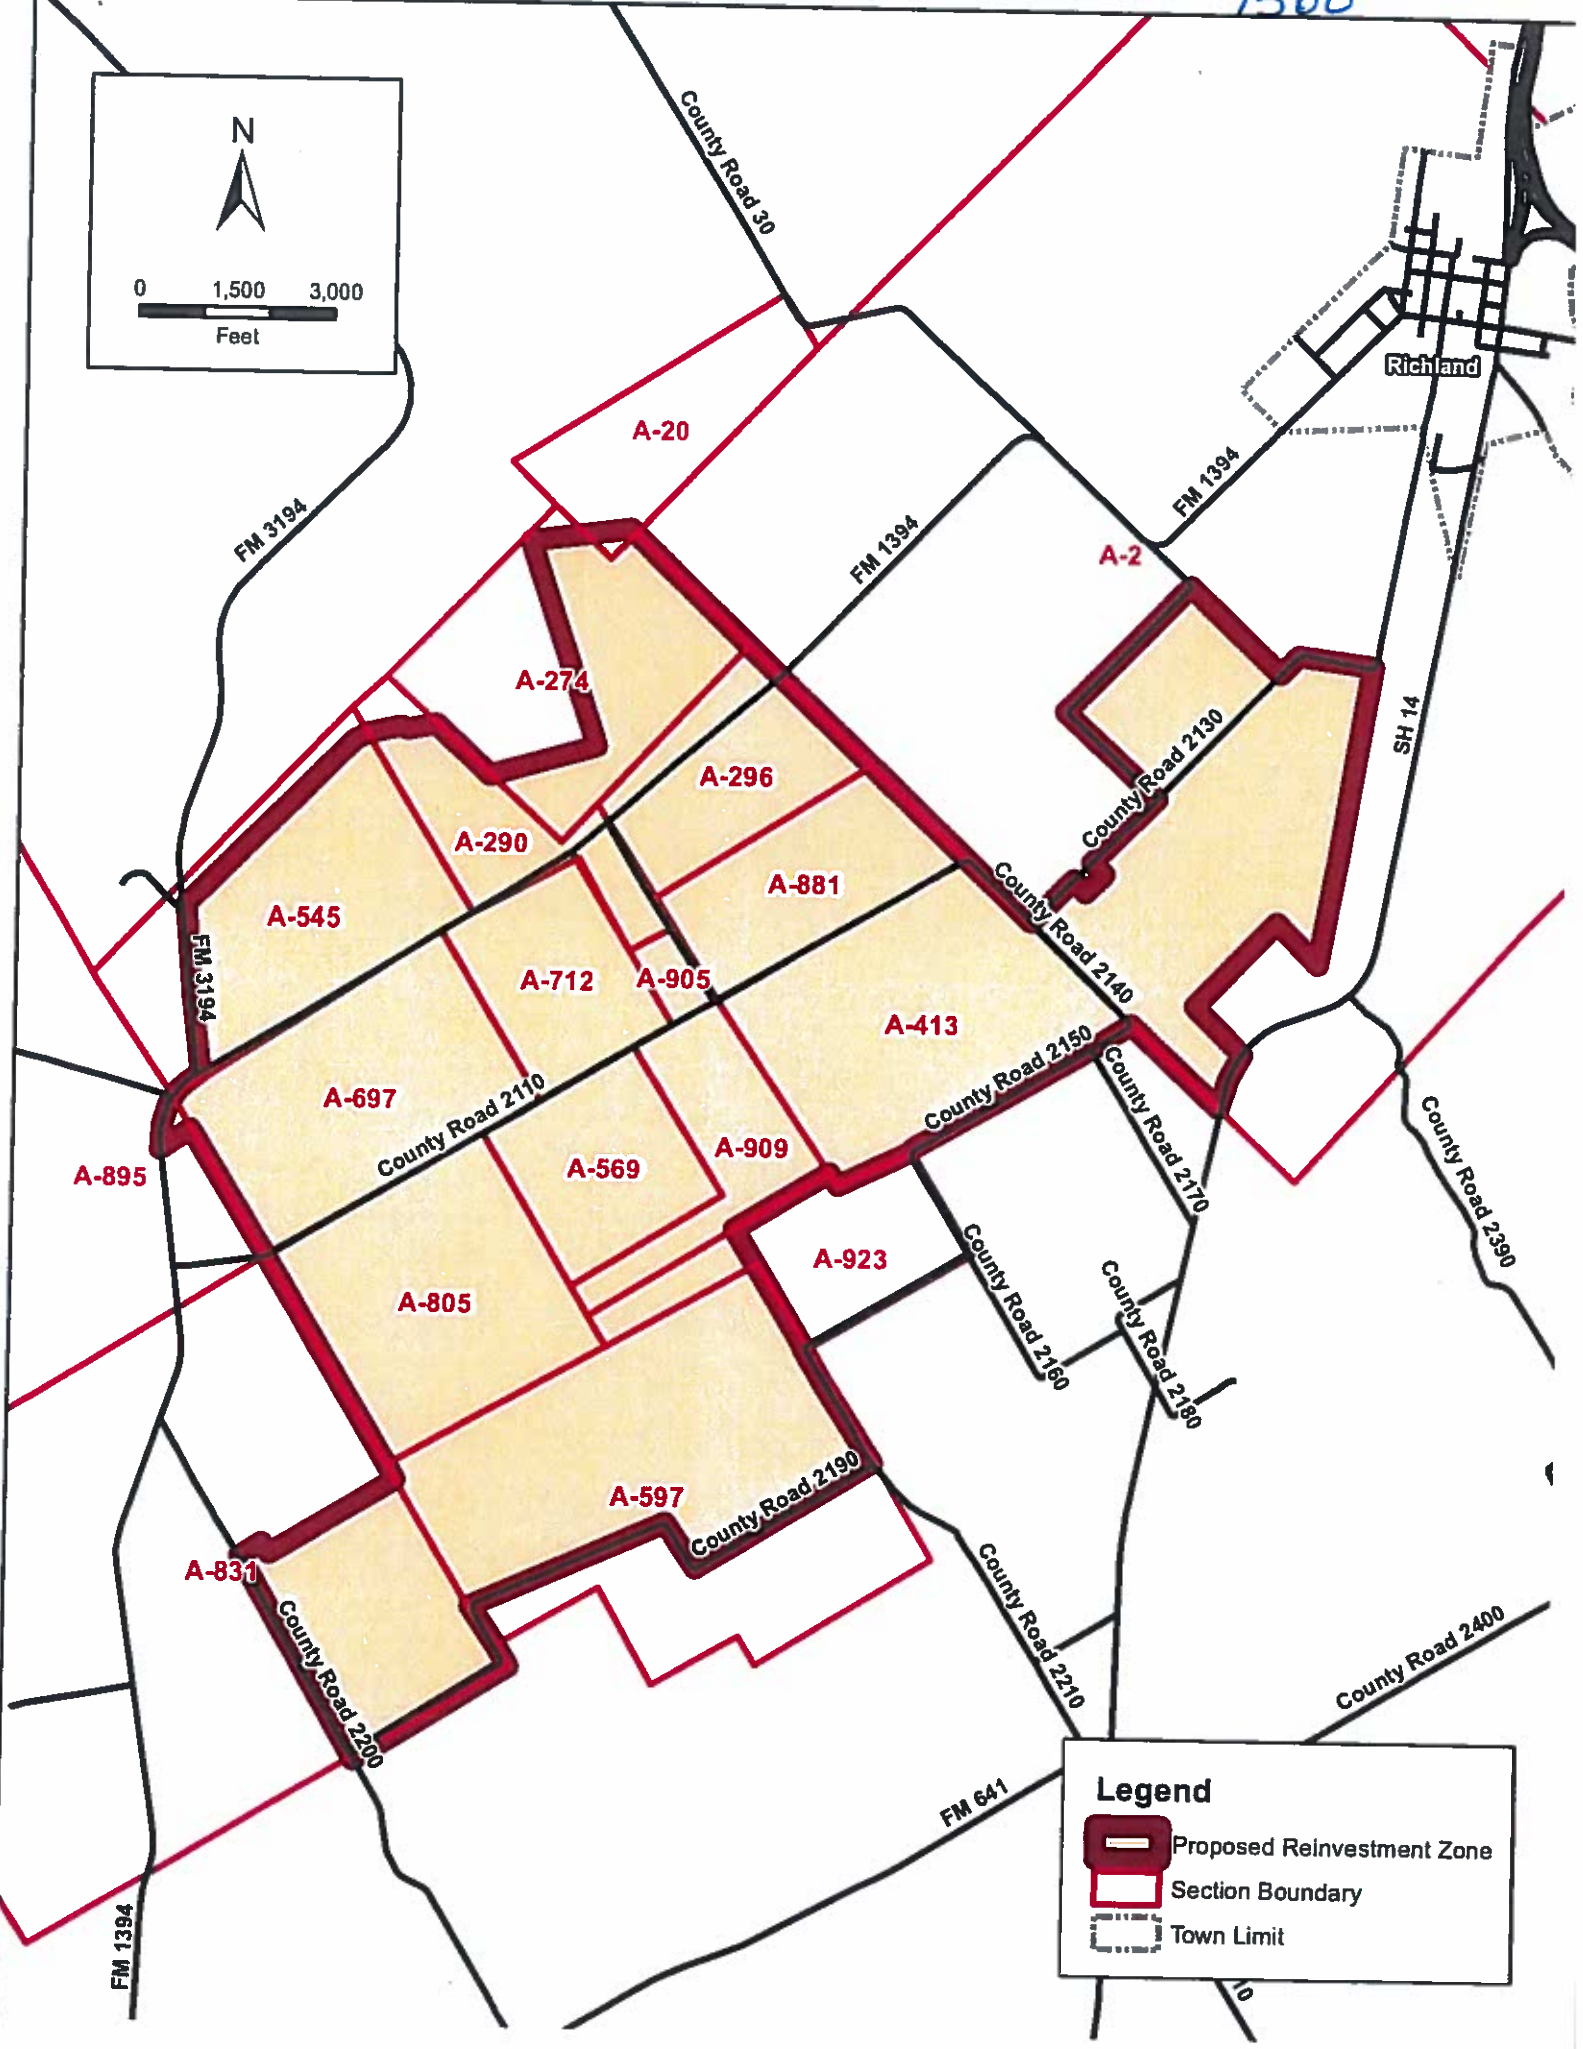 1500
N
0 1,500 3,000
Feet
County Road 30
A-20
Richland
FM 3194
FM 1394
FM 1394
A-2
A-274
SH 14
County Road 2130
A-296
A-290
A-881
A-545
County Road 2140
FM 3194
A-712
A-905
A-413
County Road 2150
A-697
County Road 2110
County Road 2170
County Road 2390
A-909
A-569
A-895
A-923
County Road 2160
County Road 2180
A-805
A-597
County Road 2190
A-831
County Road 2200
County Road 2210
County Road 2400
FM 641
FM 1394
Legend
Proposed Reinvestment Zone
Section Boundary
Town Limit
10